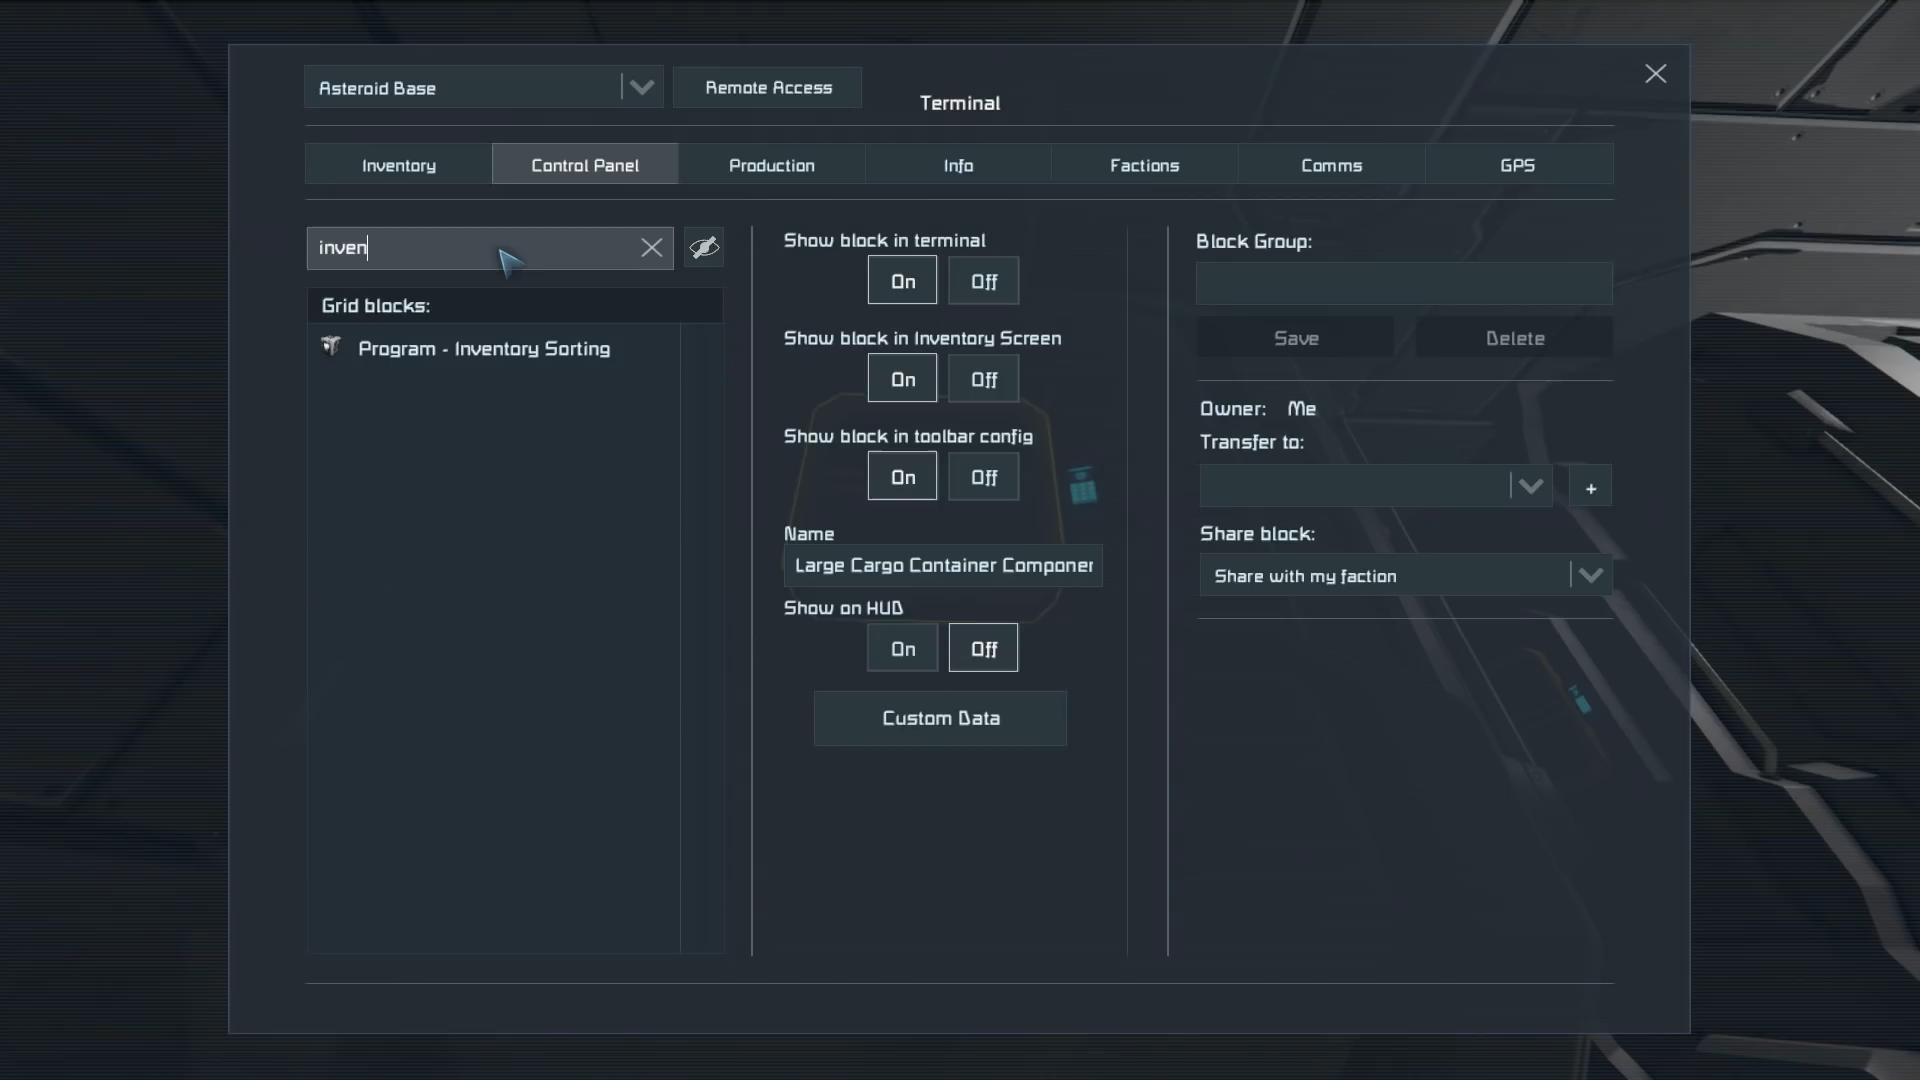 Asteroid Base
Remote Access
Terminal
Inventory
Control Panel
Production
Info
Factions
Comms
GPS
inven
Grid blocks:
Program - Inventory Sorting
Show block in terminal
On
Off
Show block in Inventory Screen
On
Off
Show block in toolbar config
On
Off
Name
Large Cargo Container Componen
Show on HUD
On
Off
Custom Data
Block Group:
Save
Delete
Owner: Me
Transfer to:
+
Share block:
Share with my faction